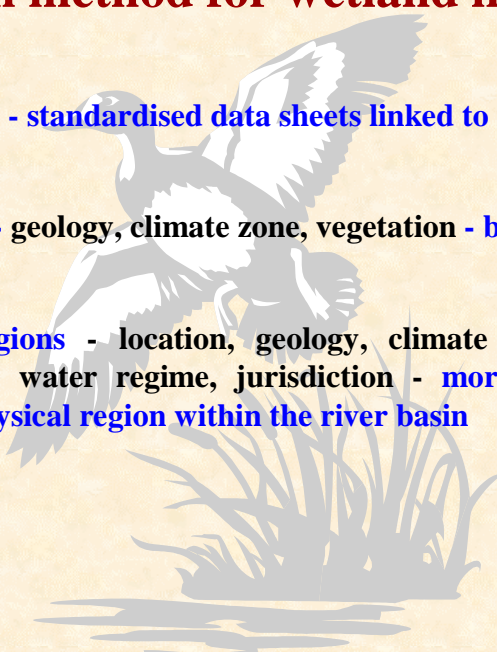 method for wetland
- standardised data sheets linked to
- geology, climate zone, vegetation - b
gions - location, geology, climate
water regime, jurisdiction - mor
ysical region within the river basin